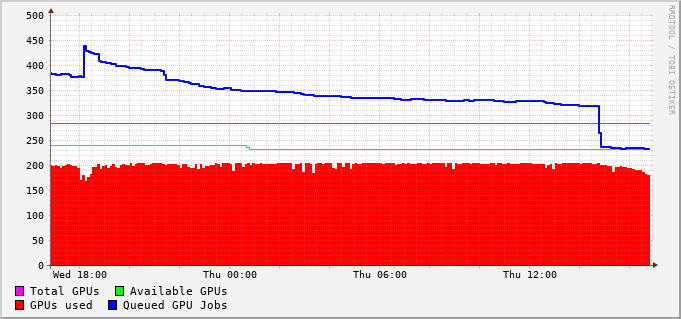 500
450
400
350
300
250
200
150
100
50
0
Wed 18:00 Thu 00:00 Thu 06:00 Thu 12:00
Total GPUs Available GPUs
GPUs used Queued GPU Jobs
RRDTOOL / TOBI OETIKER